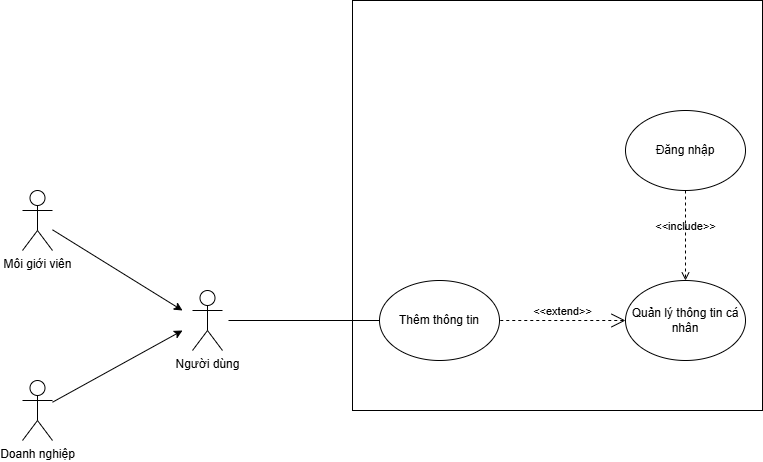 Đăng nhập
<<include>>
Môi giới viên
Thêm thông tin
<<extend>>
Quản lý thông tin cá
nhân
Người dùng
Doanh nghiệp